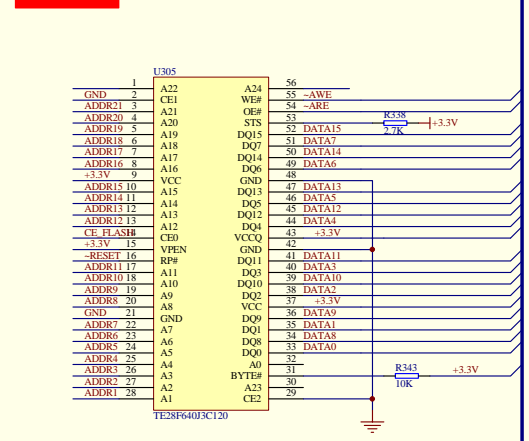 U305
1 A22 A24 56
GND 2 CE1 WE# 55 ~AWE
ADDR21 3 A21 OE# 54 ~ARE
ADDR20 4 A20 STS 53 R338 2.7K +3.3V
ADDR19 5 A19 DQ15 52 DATA15
ADDR18 6 A18 DQ7 51 DATA7
ADDR17 7 A17 DQ14 50 DATA14
ADDR16 8 A16 DQ6 49 DATA6
+3.3V 9 VCC GND 48
ADDR15 10 A15 DQ13 47 DATA13
ADDR14 11 A14 DQ5 46 DATA5
ADDR13 12 A13 DQ12 45 DATA12
ADDR12 13 A12 DQ4 44 DATA4
CE_FLASH 14 CE0 VCCQ 43 +3.3V
+3.3V 15 VPEN GND 42
~RESET 16 RP# DQ11 41 DATA11
ADDR11 17 A11 DQ3 40 DATA3
ADDR10 18 A10 DQ10 39 DATA10
ADDR9 19 A9 DQ2 38 DATA2
ADDR8 20 A8 VCC 37 +3.3V
GND 21 GND DQ9 36 DATA9
ADDR7 22 A7 DQ1 35 DATA1
ADDR6 23 A6 DQ8 34 DATA8
ADDR5 24 A5 DQ0 33 DATA0
ADDR4 25 A4 A0 32
ADDR3 26 A3 BYTE# 31 R343 10K +3.3V
ADDR2 27 A2 A23 30
ADDR1 28 A1 CE2 29
TE28F640J3C120